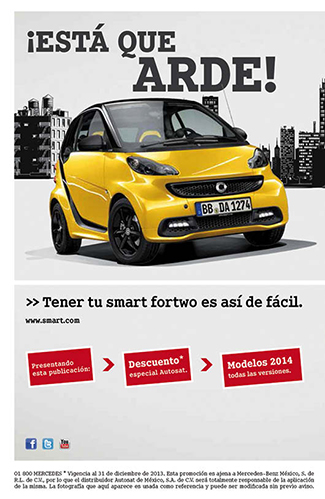 ¡ESTÁ QUE
ARDE!
BB DA 1274
>> Tener tu smart fortwo es así de fácil.
www.smart.com
Presentando
esta publicación:
Descuento*
especial Autosat.
Modelos 2014
todas las versiones.
You
Tube
01 800 MERCEDES * Vigencia al 31 de diciembre de 2013. Esta promoción es ajena a Mercedes-Benz México, S. de
R.L. de C.V., por lo que el distribuidor Autosat de México, S.A. de C.V. será totalmente responsable de la aplicación
de la misma. La fotografía que aquí aparece en usada como referencia y puede ser modificada sin previo aviso.